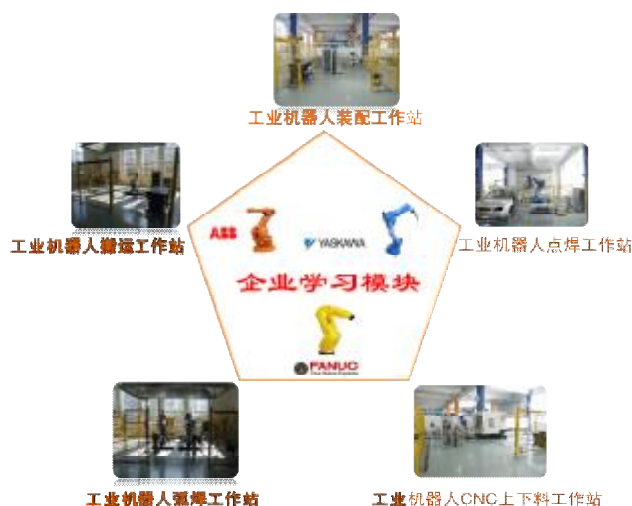 工业机器人装配工作站
工业机器人搬运工作站
工业机器人点焊工作站
ABB
YASKAWA
企业学习模块
FANUC
工业机器人弧焊工作站
工业机器人CNC上下料工作站